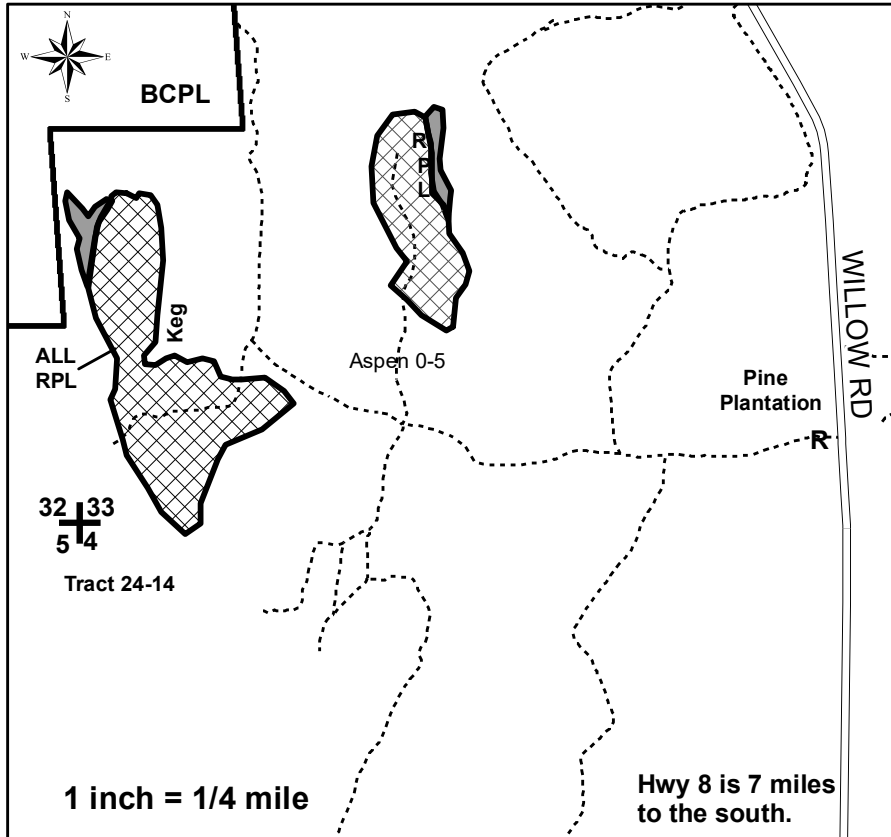 N
W E
S
BCPL
R
P
L
Keg
ALL
RPL
Aspen 0-5
WILLOW RD
Pine
Plantation
R
32 33
5 4
Tract 24-14
1 inch = 1/4 mile
Hwy 8 is 7 miles
to the south.